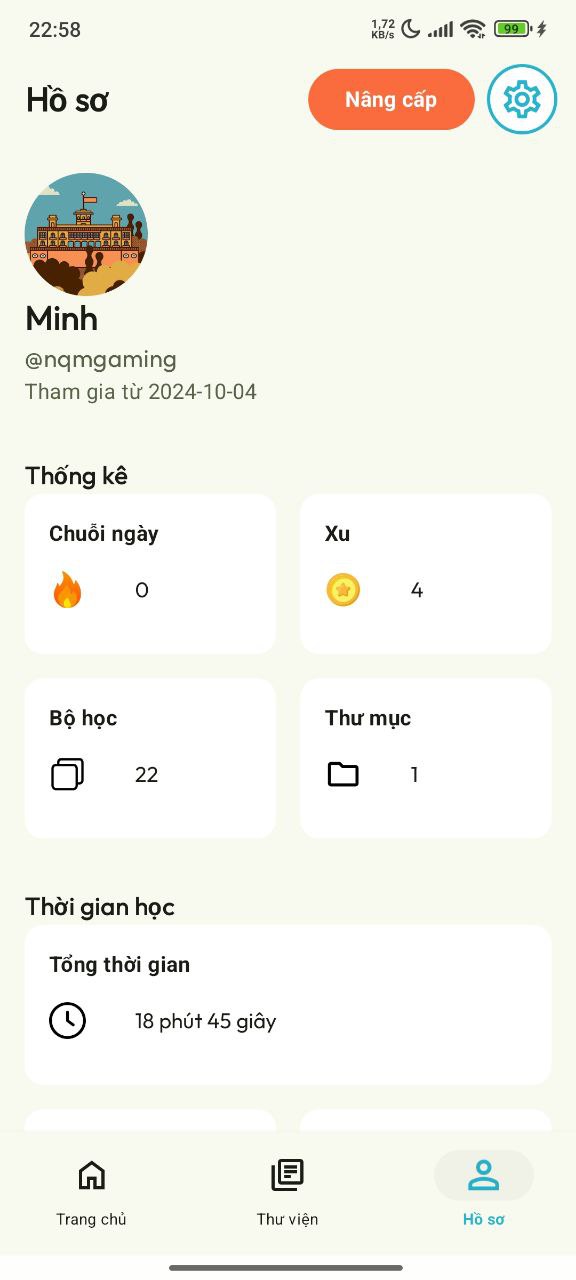 22:58
1,72
KB/s
99
Hồ sơ
Nâng cấp
Minh
@nqmgaming
Tham gia từ 2024-10-04
Thống kê
Chuỗi ngày
Xu
0
4
Bộ học
Thư mục
22
1
Thời gian học
Tổng thời gian
18 phút 45 giây
Trang chủ
Thư viện
Hồ sơ